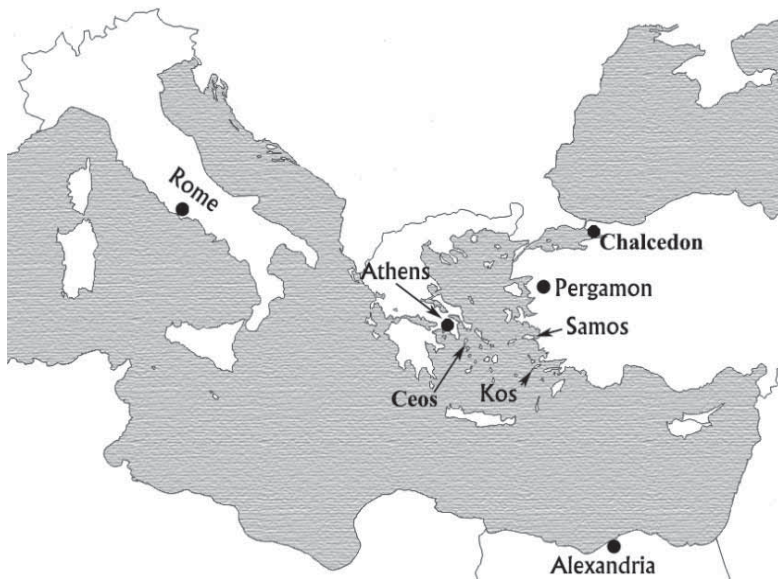 Rome
Chalcedon
Athens
Pergamon
Samos
Ceos
Kos
Alexandria